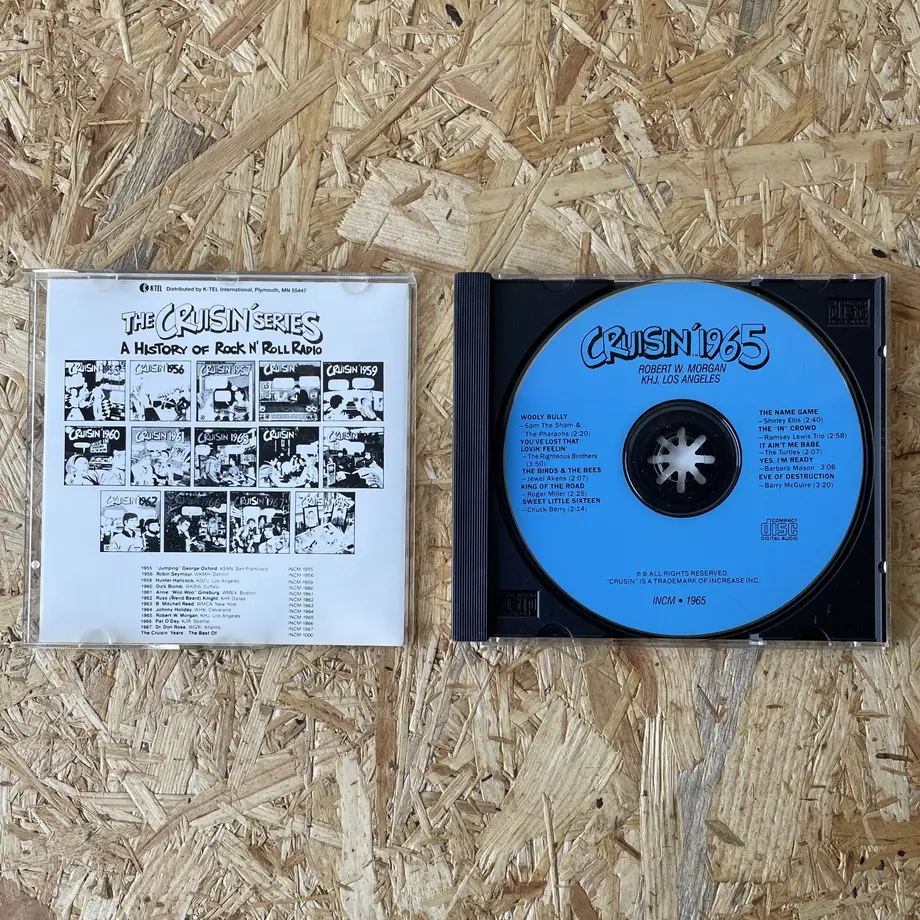 K-TEL Distributed by K-TEL International, Plymouth, MN 55447
THE CRUISIN' SERIES
A HISTORY OF ROCK N' ROLL RADIO
CRUISIN' 1955
CRUISIN' 1956
CRUISIN' 1957
CRUISIN' 1959
CRUISIN' 1960
CRUISIN' 1961
CRUISIN'
CRUISIN'
CRUISIN' 1962
CRUISIN'
1955 "Jumping" George Oxford, KSAN, San Francisco INCM-1955
1956 Robin Seymour, WKMH, Detroit INCM-1956
1959 Hunter Hancock, KGFJ, Los Angeles INCM-1959
1960 Dick Biondi, WKBW, Buffalo INCM-1960
1961 Arnie "Woo Woo" Ginsburg, WMEX, Boston INCM-1961
1962 Russ (Weird Beard) Knight, KLIF, Dallas INCM-1962
1963 B. Mitchell Reed, WMCA, New York INCM-1963
1964 Johnny Holiday, WHK, Cleveland INCM-1964
1965 Robert W. Morgan, KHJ, Los Angeles INCM-1965
1966 Pat O'Day, KJR, Seattle INCM-1966
1967 Dr. Don Rose, WQXI, Atlanta INCM-1967
The Cruisin' Years The Best Of INCM-1000
CRUISIN' 1965
ROBERT W. MORGAN
KHJ, LOS ANGELES
WOOLY BULLY
—Sam The Sham &
The Pharaohs (2:20)
YOU'VE LOST THAT
LOVIN' FEELIN'
—The Righteous Brothers
(3:50)
THE BIRDS & THE BEES
—Jewel Akens (2:07)
KING OF THE ROAD
—Roger Miller (2:25)
SWEET LITTLE SIXTEEN
—Chuck Berry (2:14)
THE NAME GAME
—Shirley Ellis (2:40)
THE "IN" CROWD
—Ramsey Lewis Trio (2:58)
IT AIN'T ME BABE
—The Turtles (2:07)
YES, I'M READY
—Barbara Mason 3:06
EVE OF DESTRUCTION
—Barry McGuire (3:20)
COMPACT
disc
DIGITAL AUDIO
℗ © ALL RIGHTS RESERVED.
"CRUSIN" IS A TRADEMARK OF INCREASE INC.
INCM • 1965